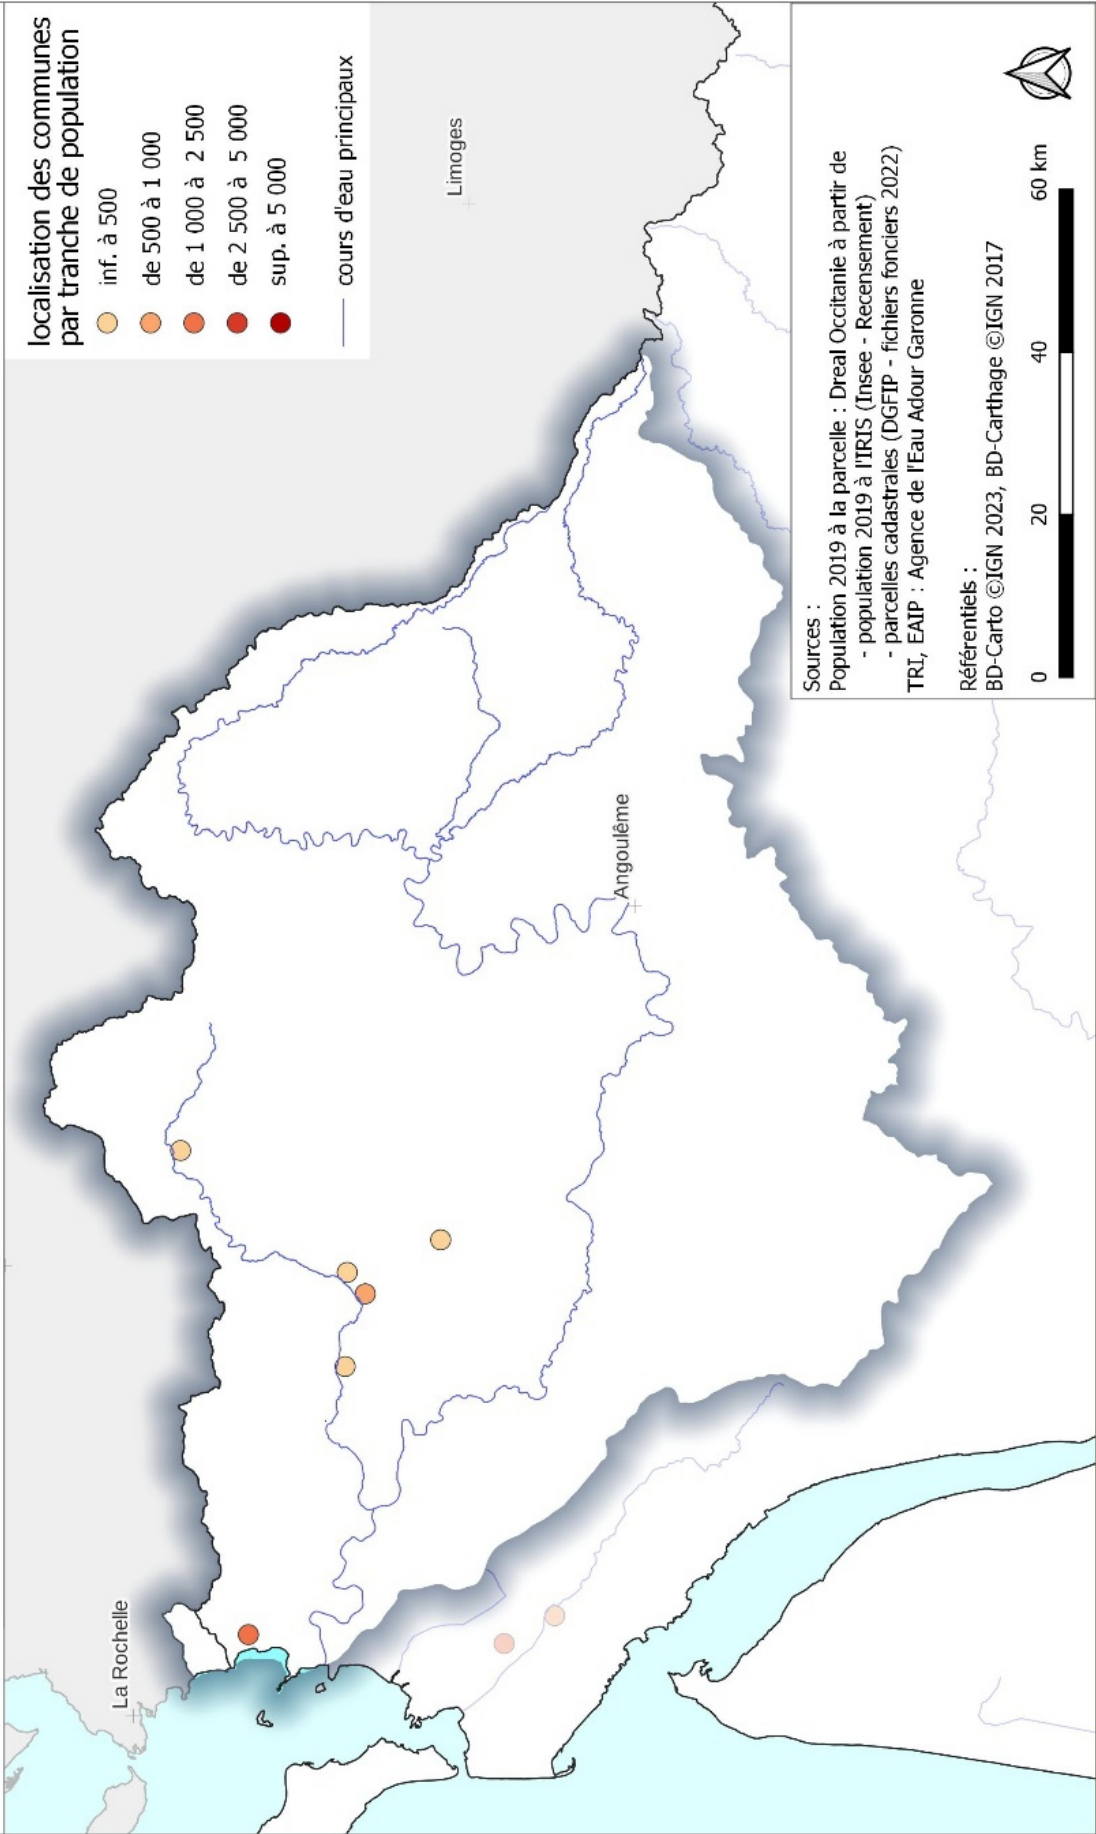 localisation des communes
par tranche de population
inf. à 500
de 500 à 1 000
de 1 000 à 2 500
de 2 500 à 5 000
sup. à 5 000
cours d'eau principaux
La Rochelle
Limoges
Angoulême
Sources :
Population 2019 à la parcelle : Dreal Occitanie à partir de
- population 2019 à l'IRIS (Insee - Recensement)
- parcelles cadastrales (DGFIP - fichiers fonciers 2022)
TRI, EAIP : Agence de l'Eau Adour Garonne
Référentiels :
BD-Carto ©IGN 2023, BD-Carthage ©IGN 2017
0 20 40 60 km